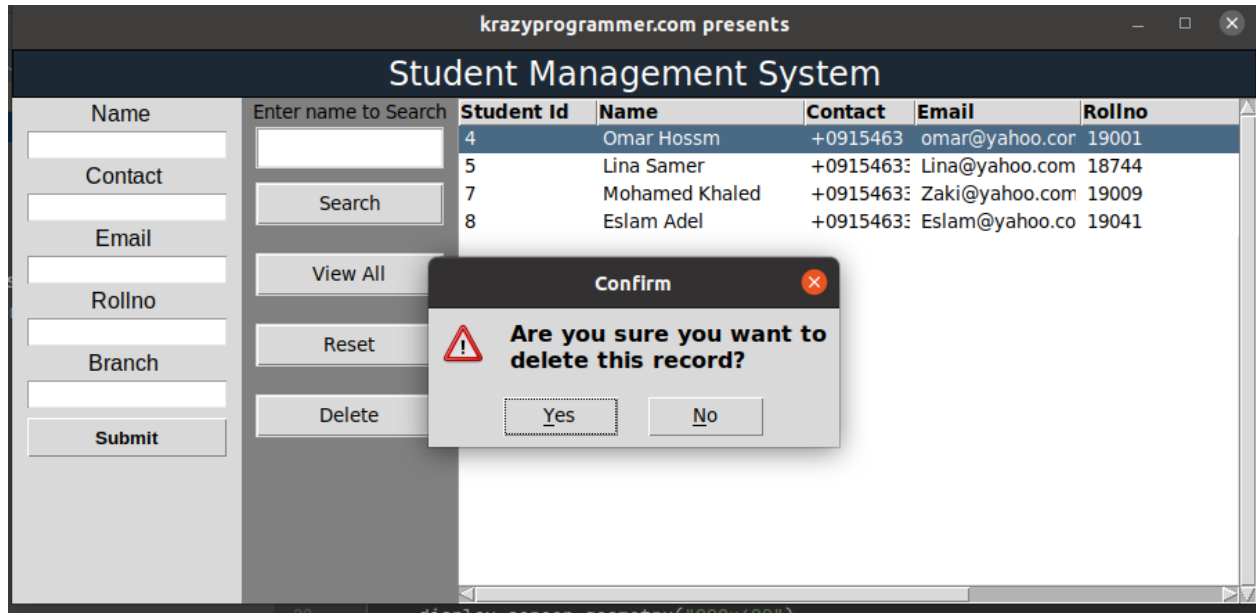 krazyprogrammer.com presents
Student Management System
Name
Contact
Email
Rollno
Branch
Submit
Enter name to Search
Search
View All
Reset
Delete
Student Id Name Contact Email Rollno
4 Omar Hossm +0915463 omar@yahoo.cor 19001
5 Lina Samer +09154633 Lina@yahoo.com 18744
7 Mohamed Khaled +09154633 Zaki@yahoo.com 19009
8 Eslam Adel +09154633 Eslam@yahoo.co 19041
Confirm
Are you sure you want to
delete this record?
Yes No